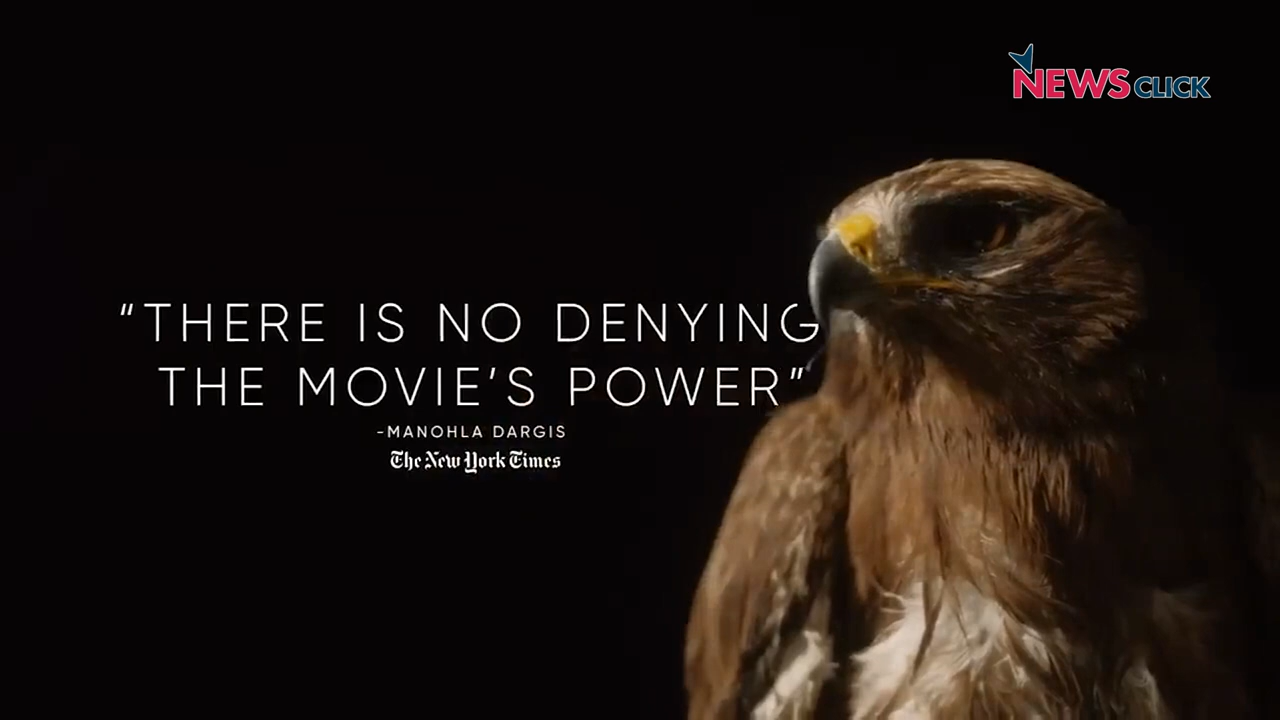 NEWSCLICK
“THERE IS NO DENYING
THE MOVIE’S POWER”
-MANOHLA DARGIS
The New York Times